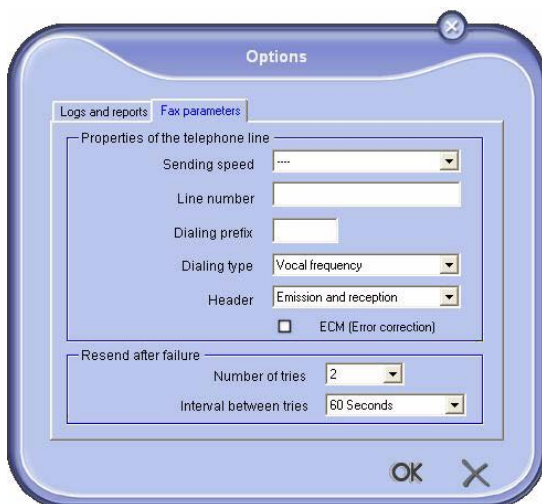 Options
Logs and reports Fax parameters
Properties of the telephone line
Sending speed ----
Line number
Dialing prefix
Dialing type Vocal frequency
Header Emission and reception
ECM (Error correction)
Resend after failure
Number of tries 2
Interval between tries 60 Seconds
OK